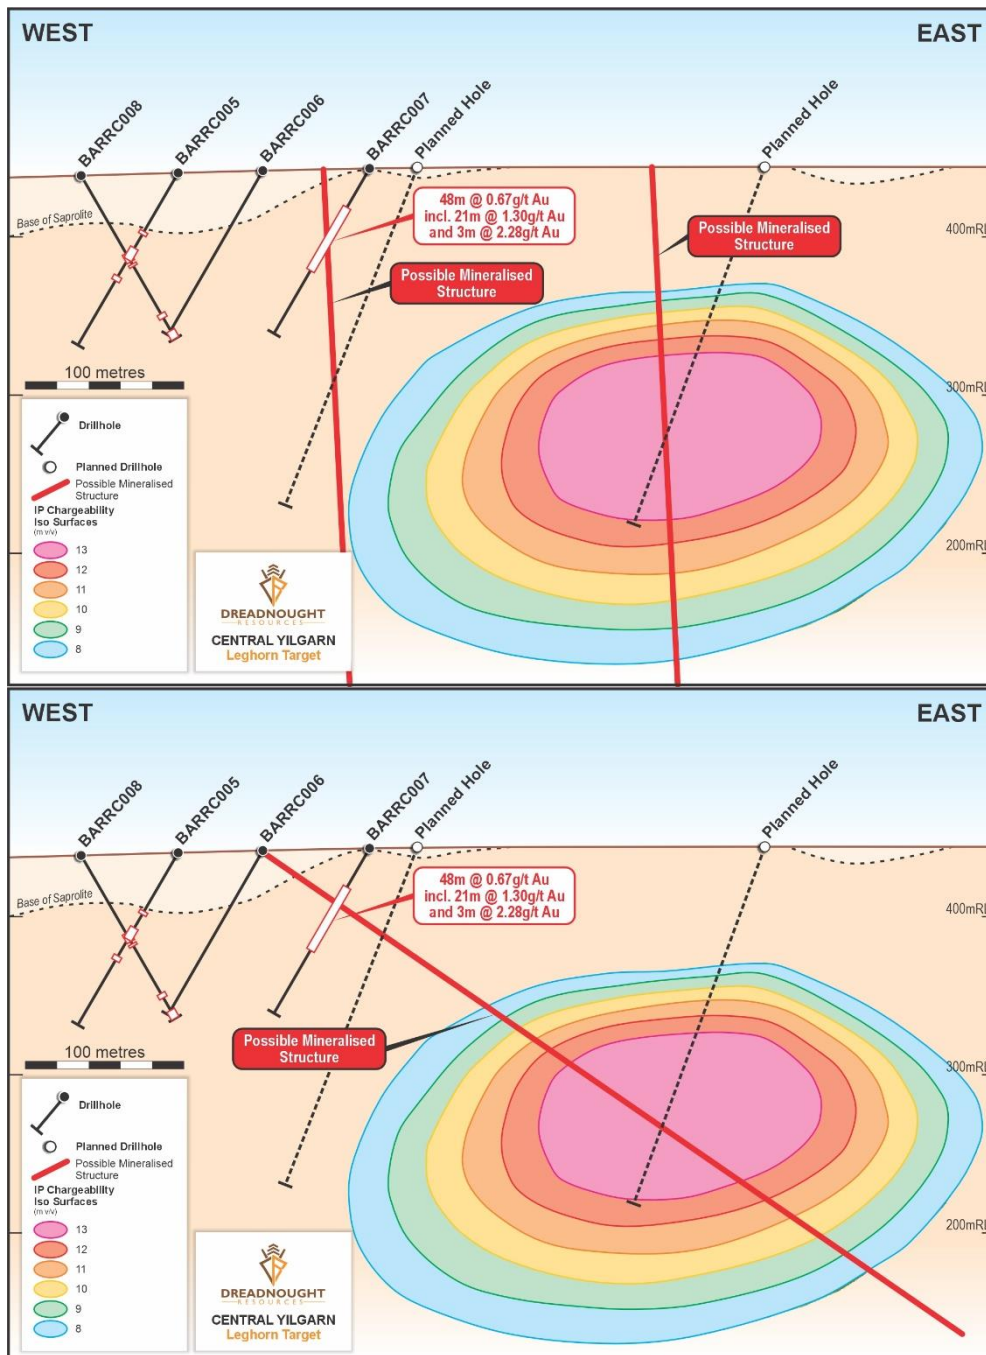 WEST
EAST
BARRC008
BARRC005
BARRC006
BARRC007
Planned Hole
Planned Hole
Base of Saprolite
48m @ 0.67g/t Au
incl. 21m @ 1.30g/t Au
and 3m @ 2.28g/t Au
Possible Mineralised
Structure
Possible Mineralised
Structure
400mRL
300mRL
200mRL
100 metres
Drillhole
Planned Drillhole
Possible Mineralised
Structure
IP Chargeability
Iso Surfaces
(m v/v)
13
12
11
10
9
8
DREADNOUGHT
RESOURCES
CENTRAL YILGARN
Leghorn Target
WEST
EAST
BARRC008
BARRC005
BARRC006
BARRC007
Planned Hole
Planned Hole
Base of Saprolite
48m @ 0.67g/t Au
incl. 21m @ 1.30g/t Au
and 3m @ 2.28g/t Au
Possible Mineralised
Structure
400mRL
300mRL
200mRL
100 metres
Drillhole
Planned Drillhole
Possible Mineralised
Structure
IP Chargeability
Iso Surfaces
(m v/v)
13
12
11
10
9
8
DREADNOUGHT
RESOURCES
CENTRAL YILGARN
Leghorn Target